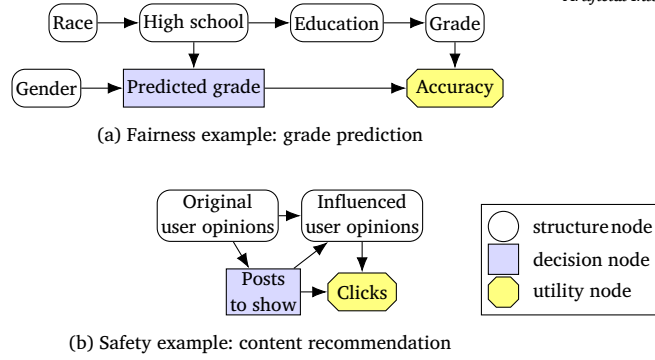 Race
High school
Education
Grade
Gender
Predicted grade
Accuracy
(a) Fairness example: grade prediction
Original
user opinions
Influenced
user opinions
Posts
to show
Clicks
structure node
decision node
utility node
(b) Safety example: content recommendation